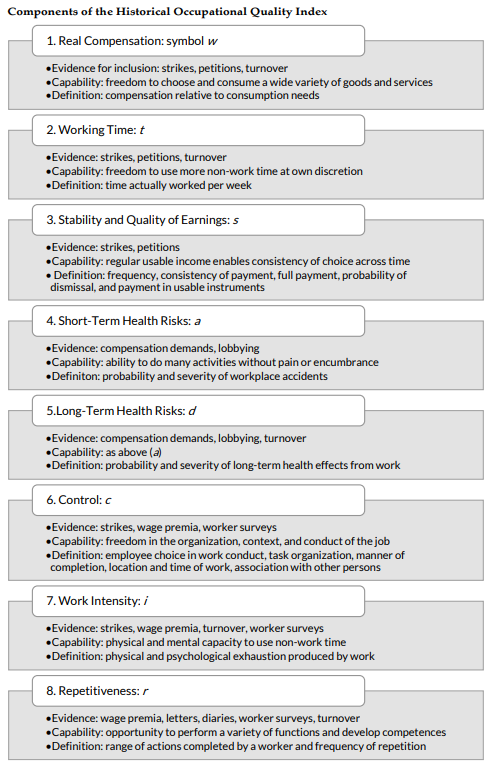 Components of the Historical Occupational Quality Index
1. Real Compensation: symbol w
•Evidence for inclusion: strikes, petitions, turnover
•Capability: freedom to choose and consume a wide variety of goods and services
•Definition: compensation relative to consumption needs
2. Working Time: t
•Evidence: strikes, petitions, turnover
•Capability: freedom to use more non-work time at own discretion
•Definition: time actually worked per week
3. Stability and Quality of Earnings: s
•Evidence: strikes, petitions
•Capability: regular usable income enables consistency of choice across time
• Definition: frequency, consistency of payment, full payment, probability of
dismissal, and payment in usable instruments
4. Short-Term Health Risks: a
•Evidence: compensation demands, lobbying
•Capability: ability to do many activities without pain or encumbrance
•Definiton: probability and severity of workplace accidents
5.Long-Term Health Risks: d
•Evidence: compensation demands, lobbying, turnover
•Capability: as above (a)
•Definition: probability and severity of long-term health effects from work
6. Control: c
•Evidence: strikes, wage premia, worker surveys
•Capability: freedom in the organization, context, and conduct of the job
•Definition: employee choice in work conduct, task organization, manner of
completion, location and time of work, association with other persons
7. Work Intensity: i
•Evidence: strikes, wage premia, turnover, worker surveys
•Capability: physical and mental capacity to use non-work time
•Definition: physical and psychological exhaustion produced by work
8. Repetitiveness: r
•Evidence: wage premia, letters, diaries, worker surveys, turnover
•Capability: opportunity to perform a variety of functions and develop competences
•Definition: range of actions completed by a worker and frequency of repetition